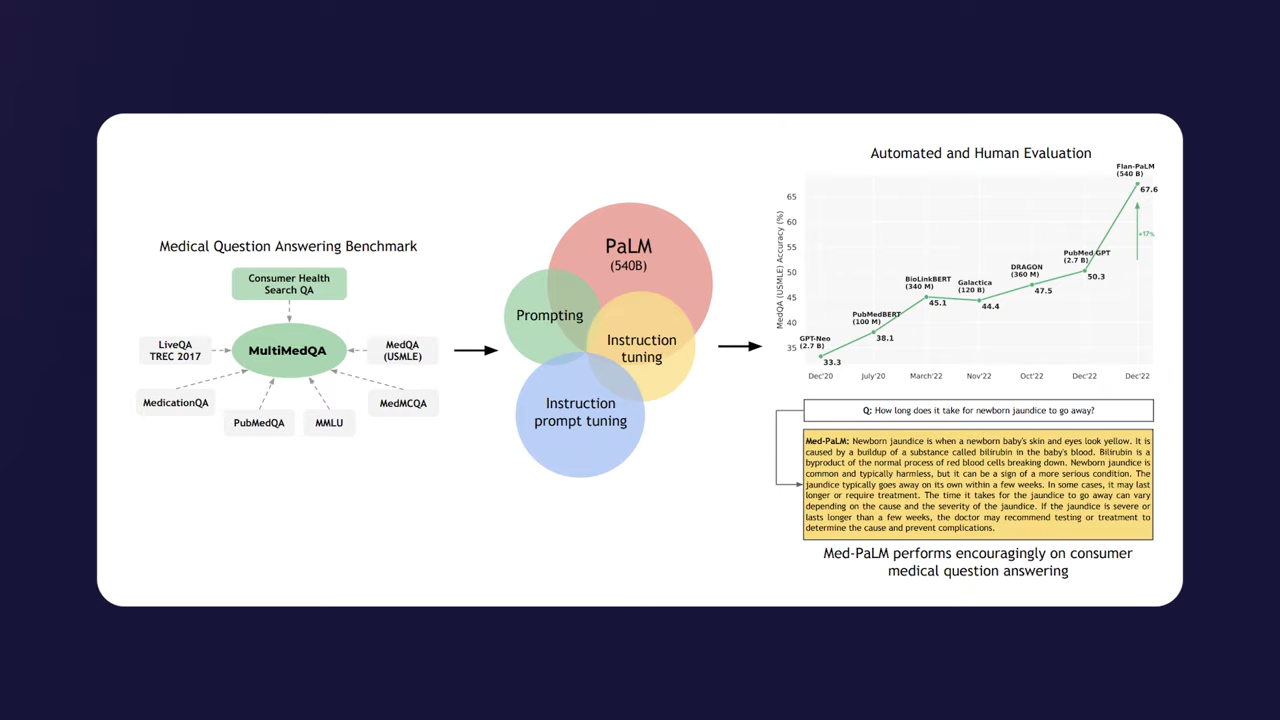 Medical Question Answering Benchmark
Consumer Health
Search QA
LiveQA
TREC 2017
MultiMedQA
MedQA
(USMLE)
MedicationQA
PubMedQA
MMLU
MedMCQA
PaLM
(540B)
Prompting
Instruction
tuning
Instruction
prompt tuning
Automated and Human Evaluation
MedQA (USMLE) Accuracy (%)
65
60
55
50
45
40
35
GPT-Neo
(2.7 B)
33.3
PubMedBERT
(100 M)
38.1
BioLinkBERT
(340 M)
45.1
Galactica
(120 B)
44.4
DRAGON
(360 M)
47.5
PubMed GPT
(2.7 B)
50.3
Flan-PaLM
(540 B)
67.6
+17%
Dec'20
July'20
March'22
Nov'22
Oct'22
Dec'22
Dec'22
Q: How long does it take for newborn jaundice to go away?
Med-PaLM: Newborn jaundice is when a newborn baby's skin and eyes look yellow. It is
caused by a buildup of a substance called bilirubin in the baby's blood. Bilirubin is a
byproduct of the normal process of red blood cells breaking down. Newborn jaundice is
common and typically harmless, but it can be a sign of a more serious condition. The
jaundice typically goes away on its own within a few weeks. In some cases, it may last
longer or require treatment. The time it takes for the jaundice to go away can vary
depending on the cause and the severity of the jaundice. If the jaundice is severe or
lasts longer than a few weeks, the doctor may recommend testing or treatment to
determine the cause and prevent complications.
Med-PaLM performs encouragingly on consumer
medical question answering